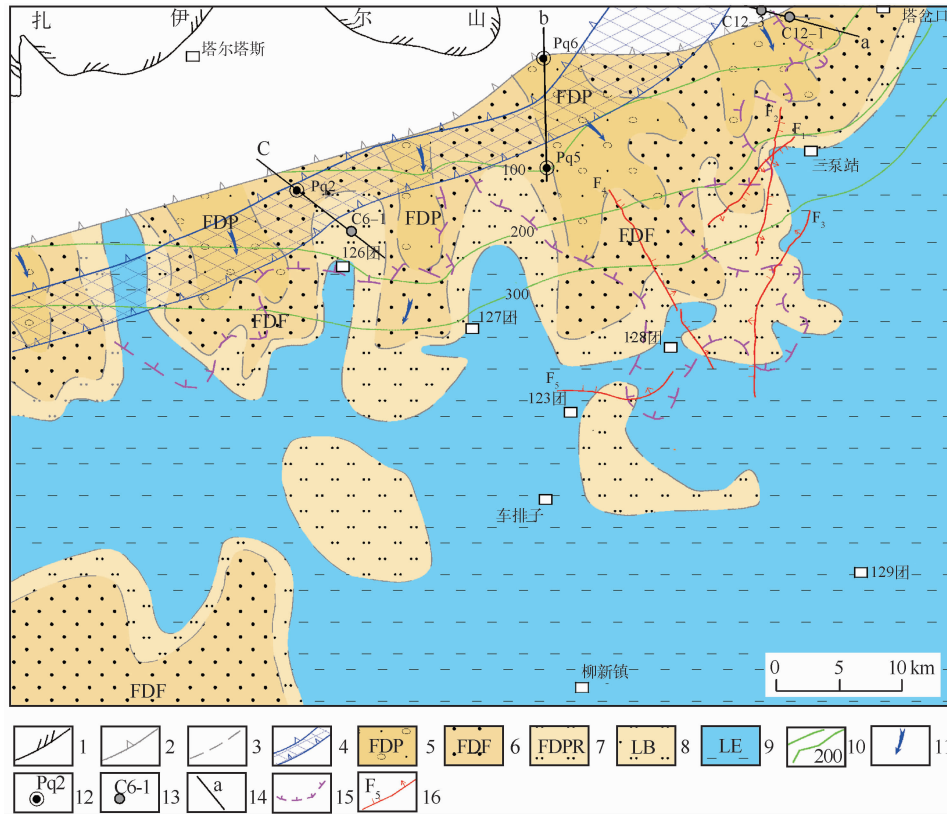 扎 伊 尔 山
b
C12-3
C12-1
塔岔口
a
塔尔塔斯
Pq6
FDP
F2
F1
三泵站
C
Pq5
100
Pq2
F4
FDP
FDP
C6-1
F3
200
FDF
126团
300
FDF
127团
128团
F5
123团
车排子
129团
柳新镇
FDF
0 5 10 km
1
2
3
4
FDP 5
FDF 6
FDPR 7
LB 8
LE 9
200 10
11
Pq2 12
C6-1 13
a 14
15
F5 16